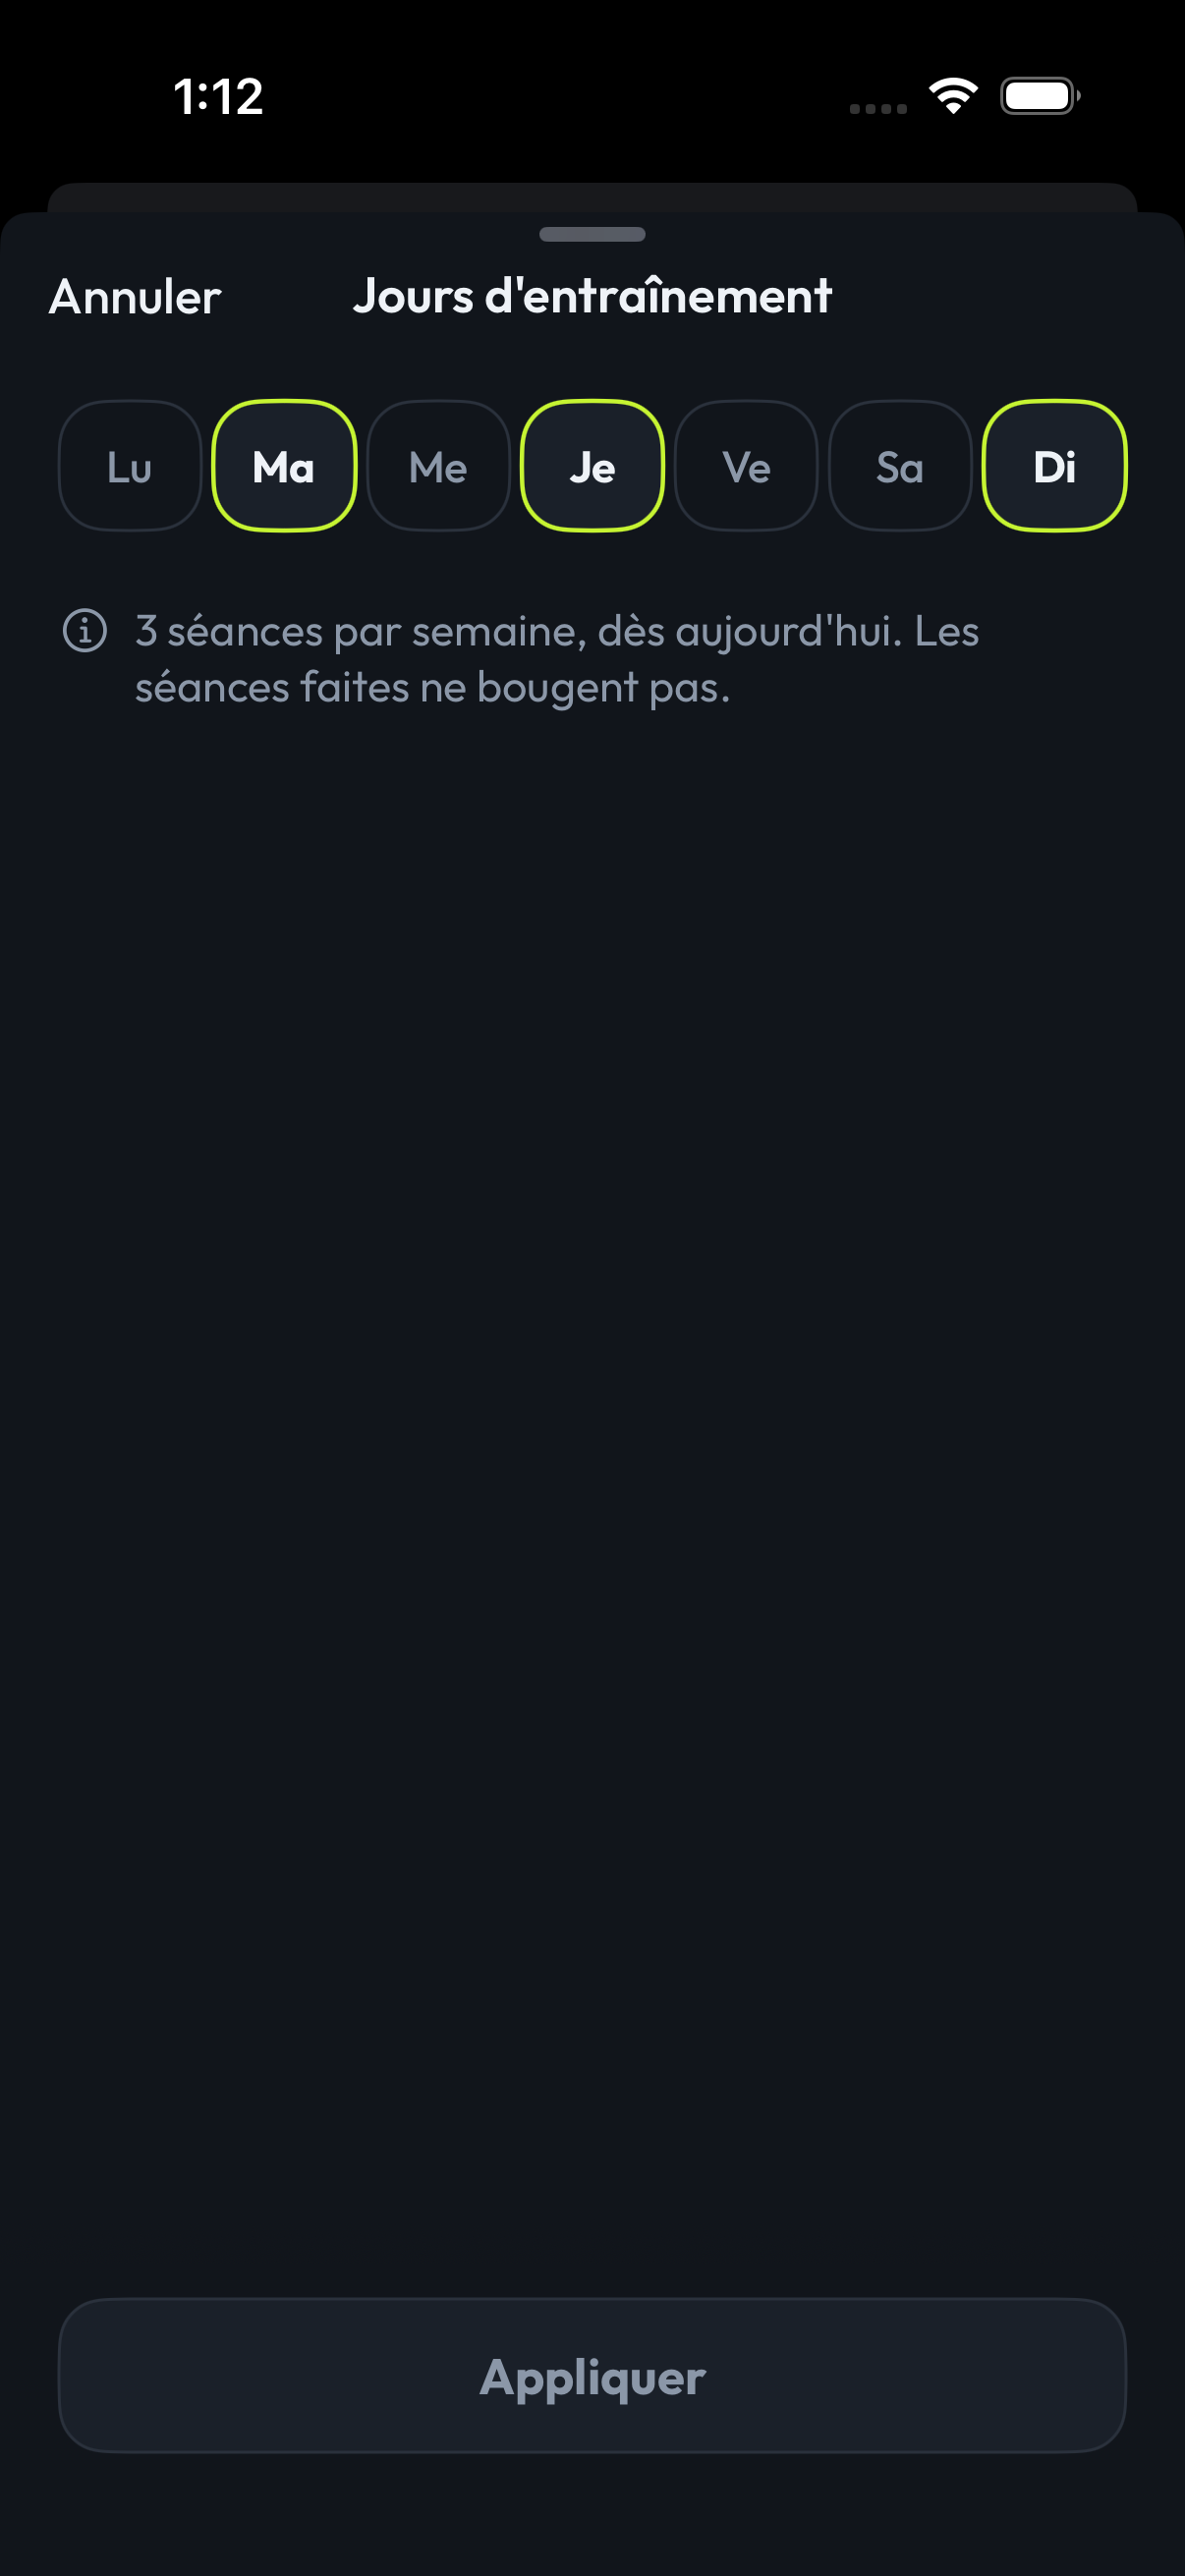 1:12
Annuler
Jours d'entraînement
Lu
Ma
Me
Je
Ve
Sa
Di
3 séances par semaine, dès aujourd'hui. Les
séances faites ne bougent pas.
Appliquer